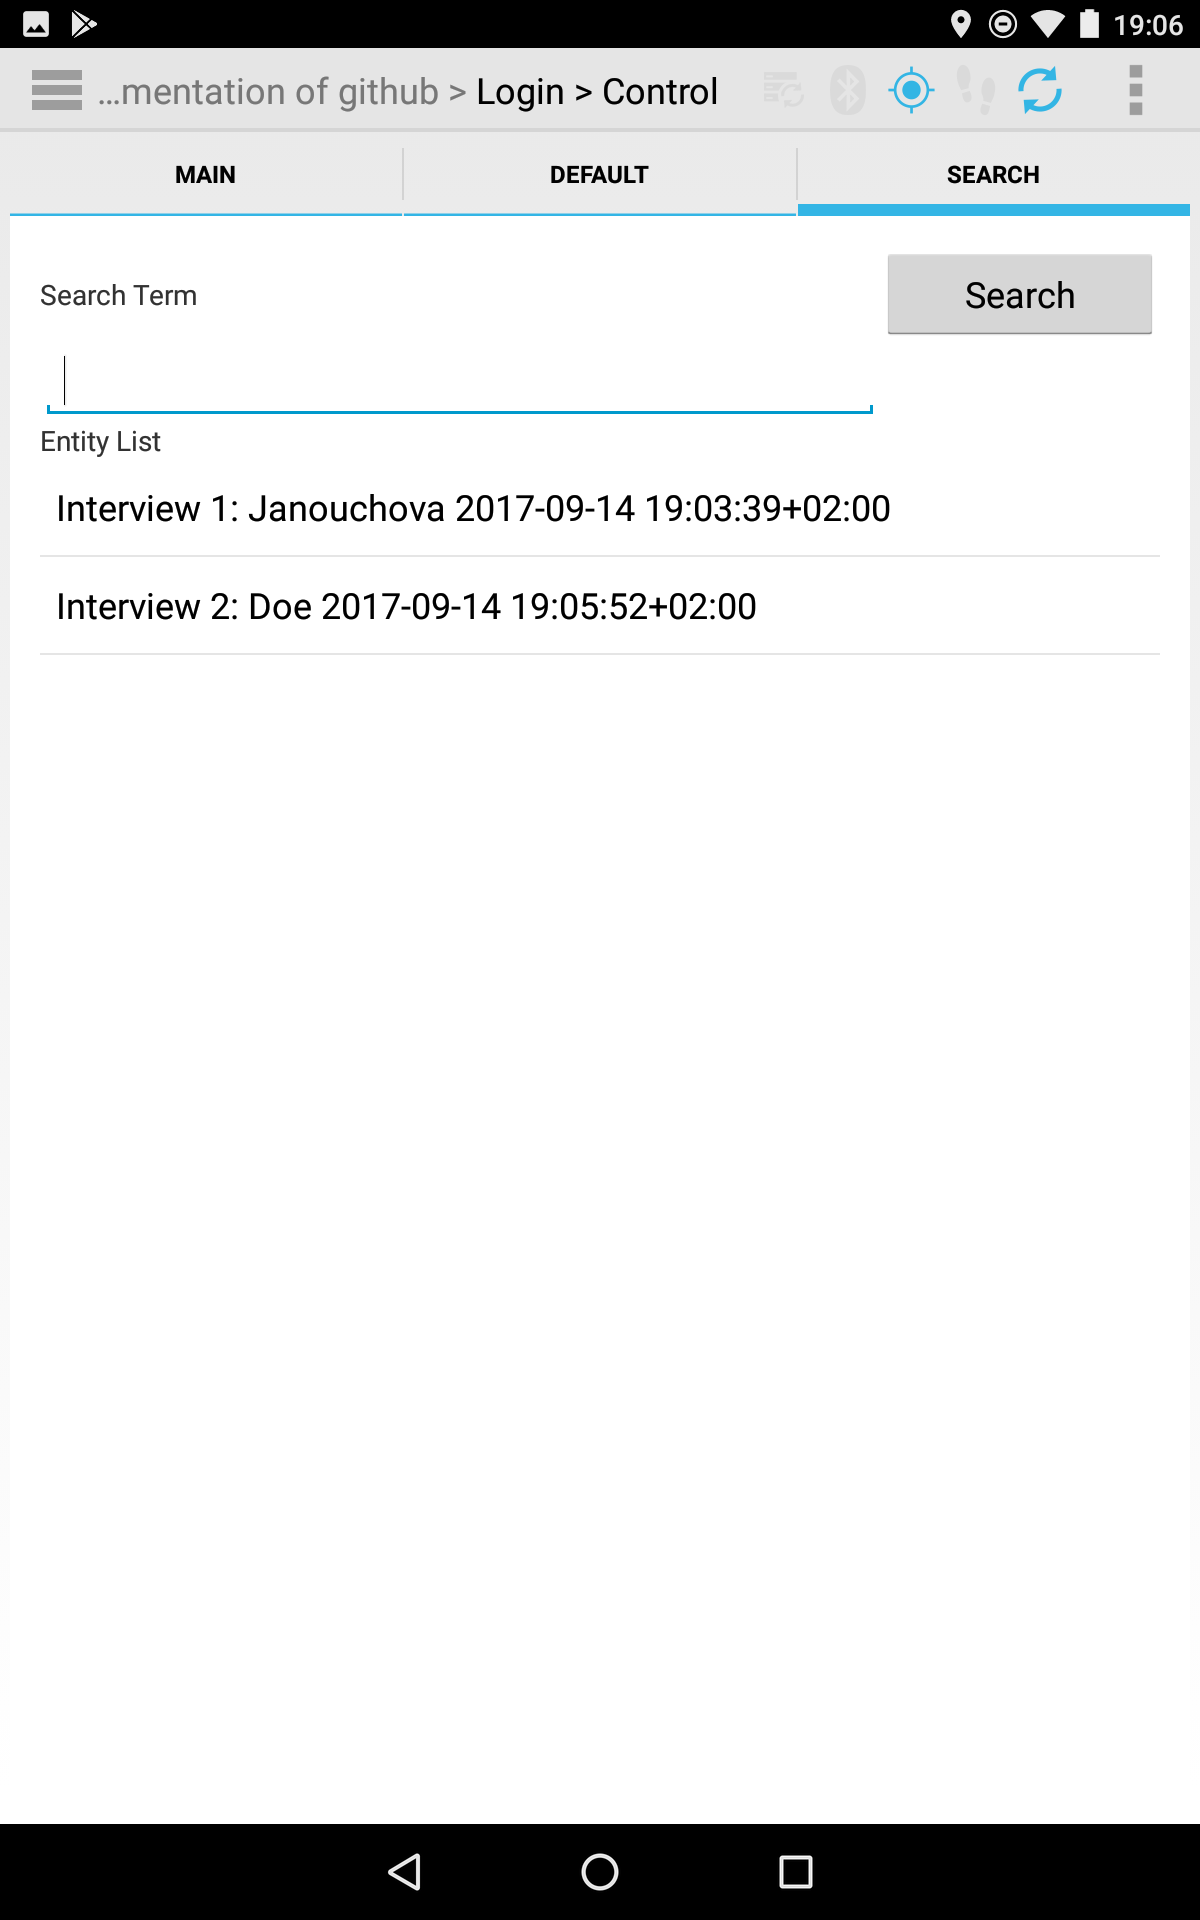 19:06
...mentation of github > Login > Control
MAIN
DEFAULT
SEARCH
Search Term
Search
Entity List
Interview 1: Janouchova 2017-09-14 19:03:39+02:00
Interview 2: Doe 2017-09-14 19:05:52+02:00